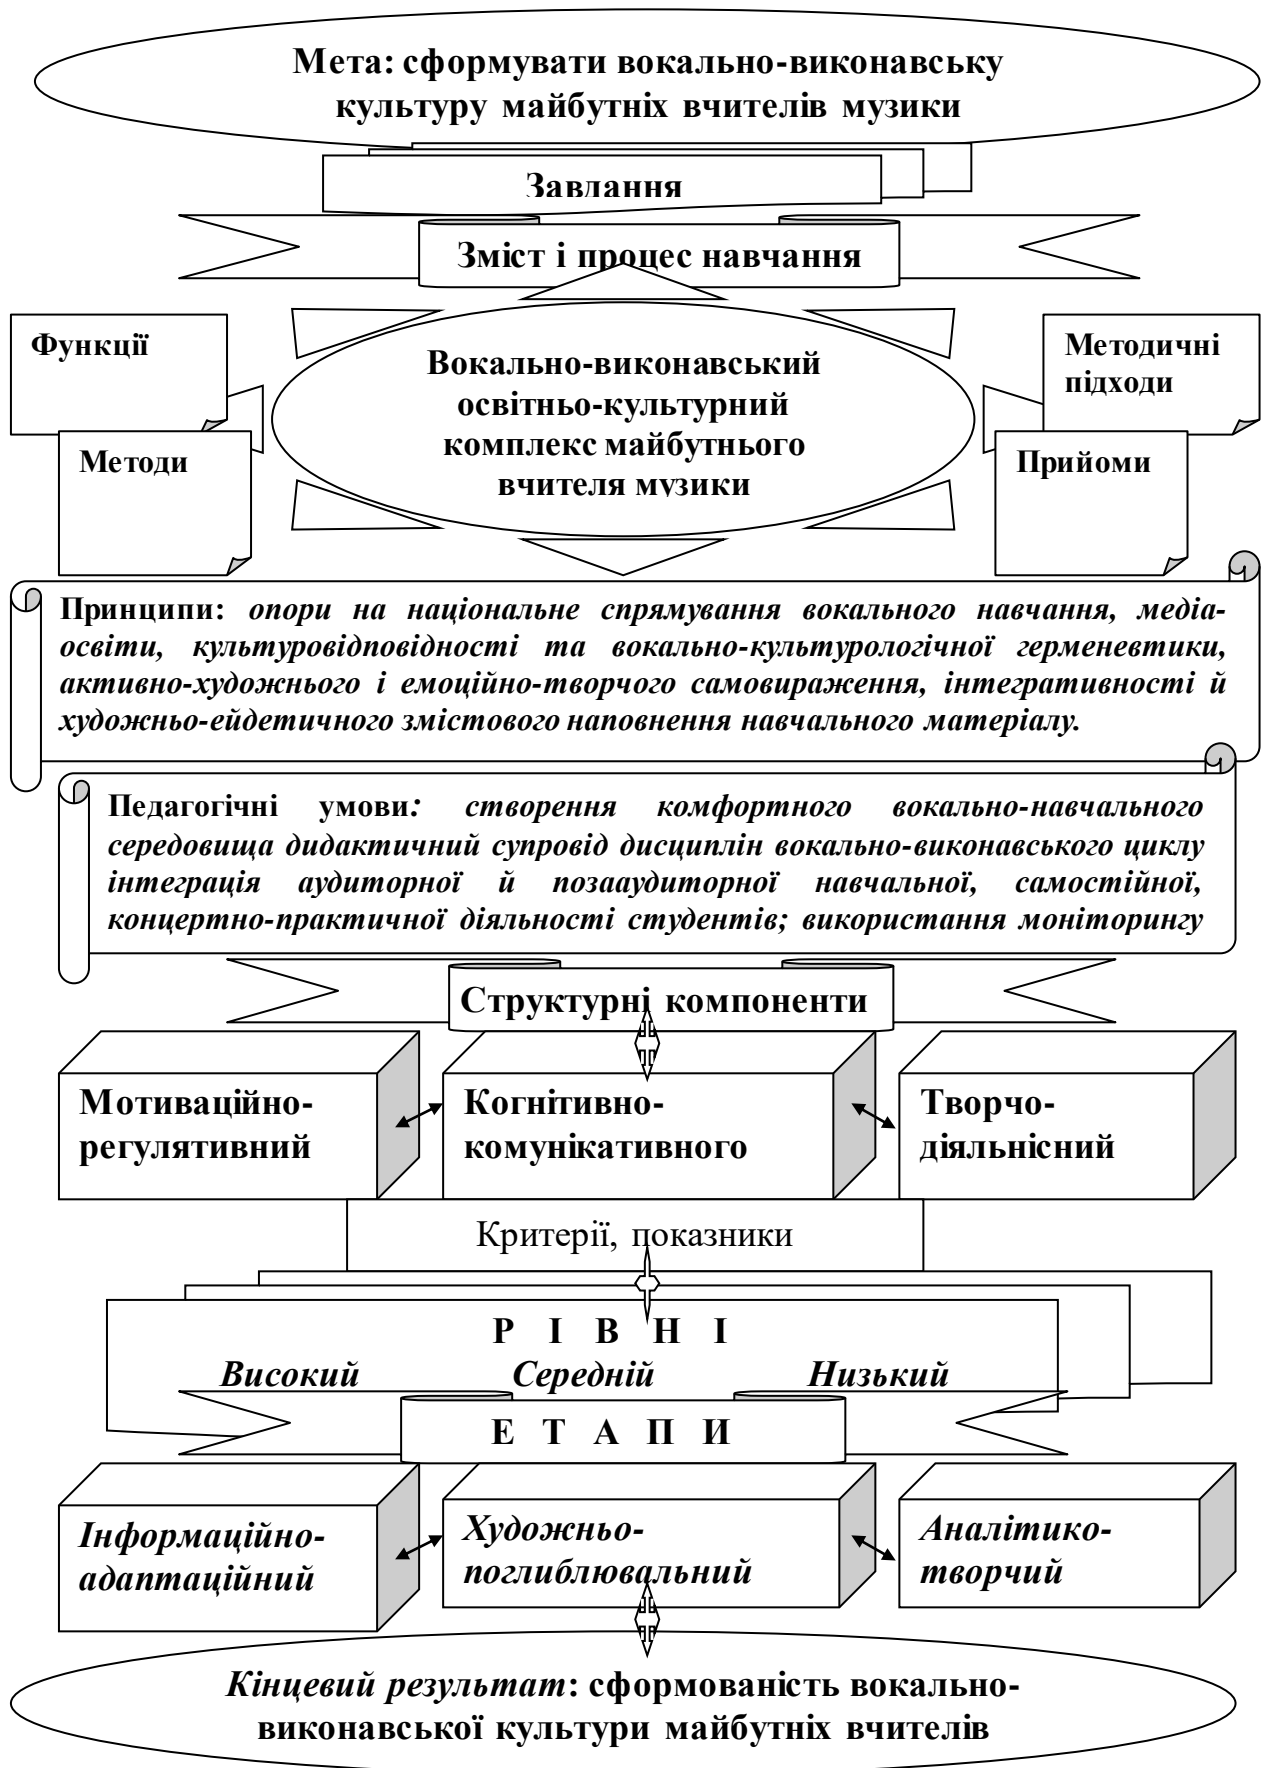 Мета: сформувати вокально-виконавську
культуру майбутніх вчителів музики
Завдання
Зміст і процес навчання
Функції
Методичні
підходи
Вокально-виконавський
освітньо-культурний
комплекс майбутнього
вчителя музики
Методи
Прийоми
Принципи: опори на національне спрямування вокального навчання, медіа-
освіти, культуровідповідності та вокально-культурологічної герменевтики,
активно-художнього і емоційно-творчого самовираження, інтегративності й
художньо-ейдетичного змістового наповнення навчального матеріалу.
Педагогічні умови: створення комфортного вокально-навчального
середовища дидактичний супровід дисциплін вокально-виконавського циклу
інтеграція аудиторної й позааудиторної навчальної, самостійної,
концертно-практичної діяльності студентів; використання моніторингу
Структурні компоненти
Мотиваційно-
регулятивний
Когнітивно-
комунікативного
Творчо-
діяльнісний
Критерії, показники
Р І В Н І
Високий Середній Низький
Е Т А П И
Інформаційно-
адаптаційний
Художньо-
поглиблювальний
Аналітико-
творчий
Кінцевий результат: сформованість вокально-
виконавської культури майбутніх вчителів